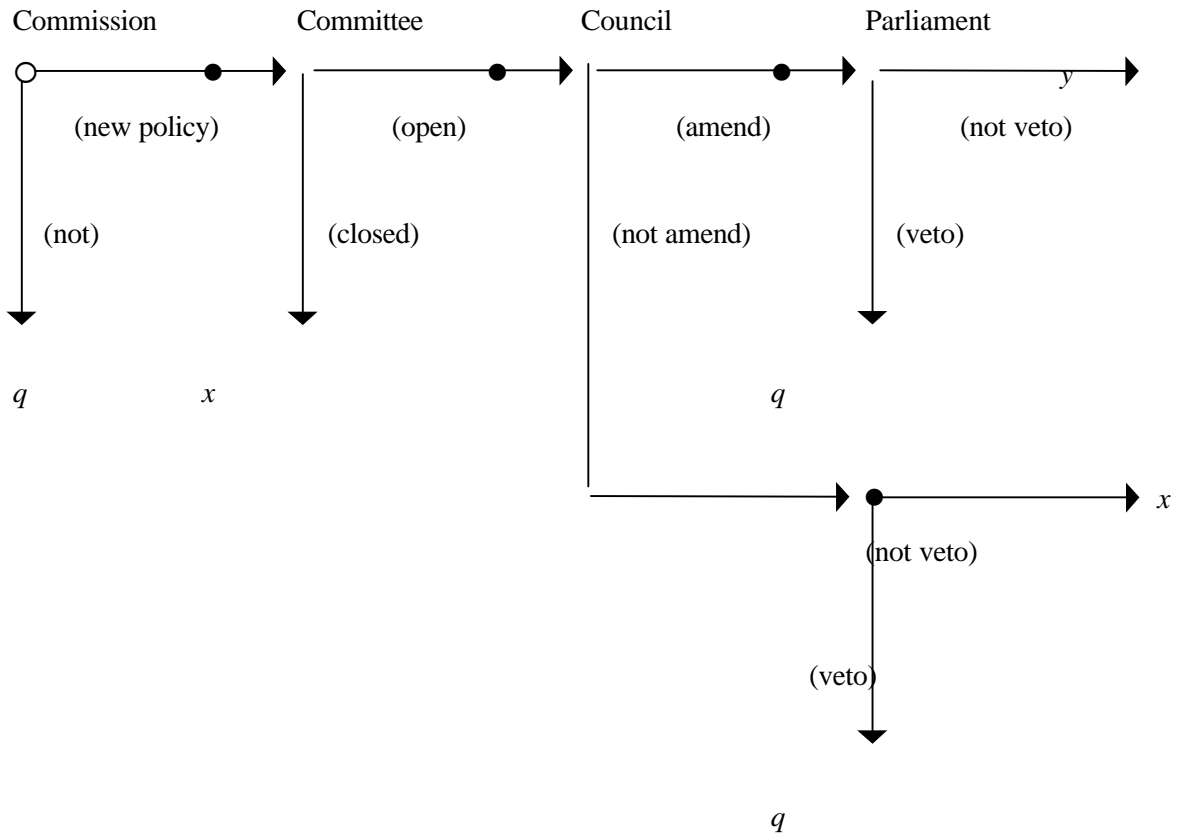 Commission Committee Council Parliament
y
(new policy) (open) (amend) (not veto)
(not) (closed) (not amend) (veto)
q x q
x
(not veto)
(veto)
q